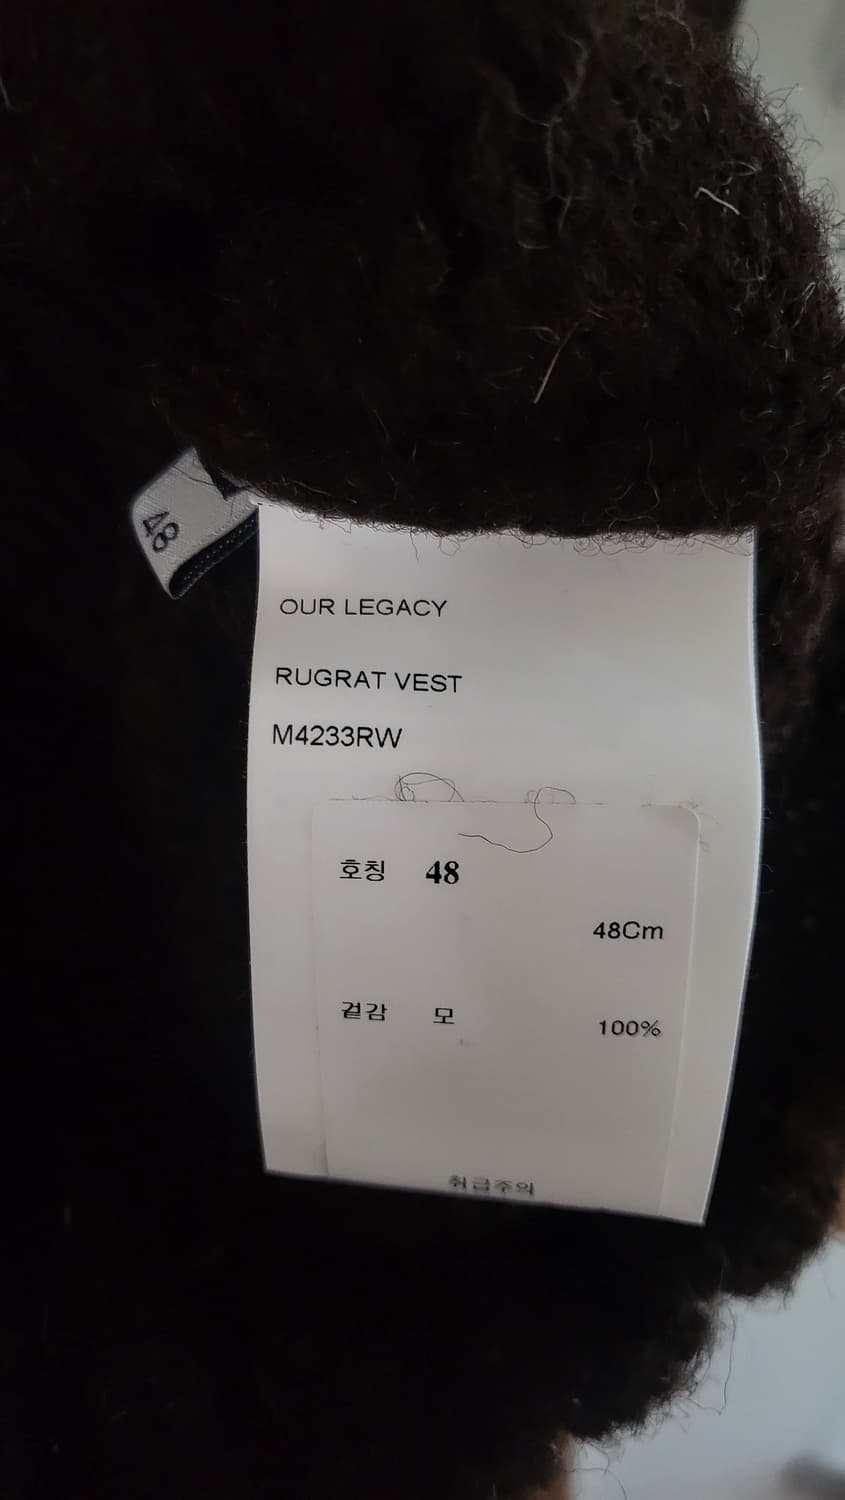 48
OUR LEGACY
RUGRAT VEST
M4233RW
호칭 48
48Cm
겉감 모 100%
취급주의